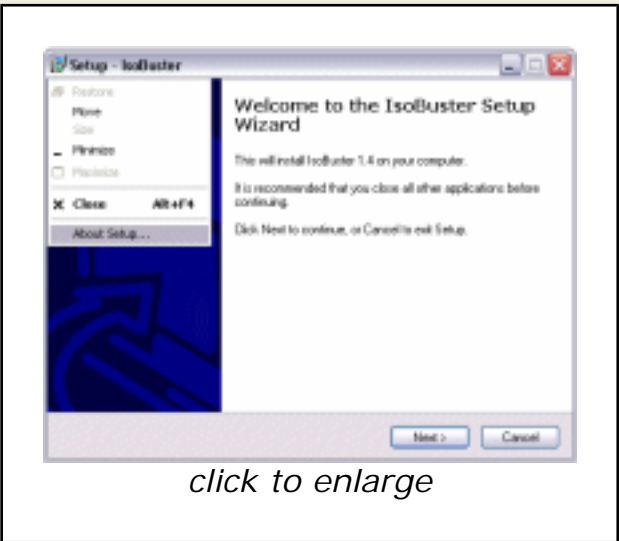 Setup - IsoBuster
Restore
Move
Size
Minimize
Maximize
Close Alt+F4
About Setup...
Welcome to the IsoBuster Setup
Wizard
This will install IsoBuster 1.4 on your computer.
It is recommended that you close all other applications before
continuing.
Click Next to continue, or Cancel to exit Setup.
Next >
Cancel
click to enlarge